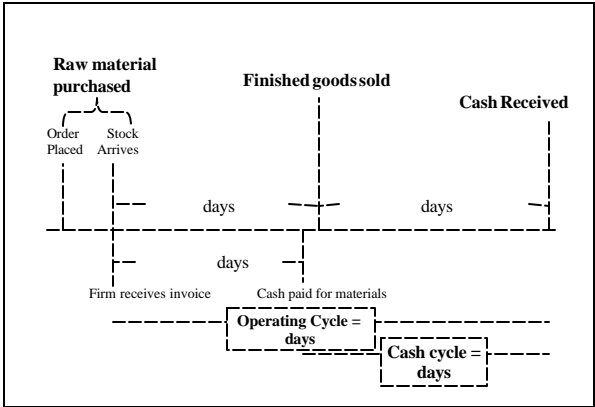 Raw material
purchased
Finished goods sold
Cash Received
Order
Placed
Stock
Arrives
days
days
days
Firm receives invoice
Cash paid for materials
Operating Cycle =
days
Cash cycle =
days